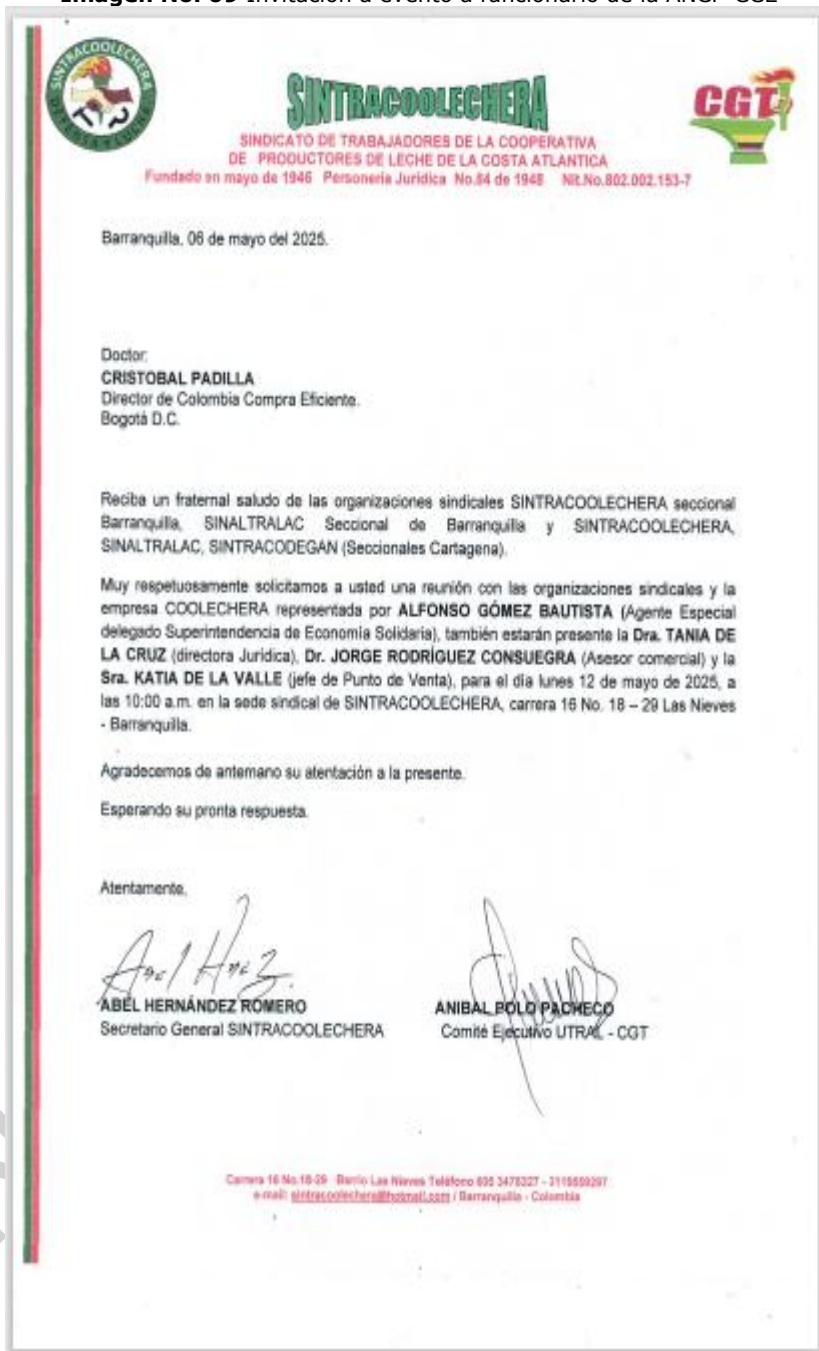 Invitación a evento a funcionario de la ANCP-CCE
SINTRACOOLECHERA
CGT
SINDICATO DE TRABAJADORES DE LA COOPERATIVA
DE PRODUCTORES DE LECHE DE LA COSTA ATLANTICA
Fundado en mayo de 1946 Personeria Juridica No.84 de 1948 Nit.No.802.002.153-7
Barranquilla, 06 de mayo del 2025.
Doctor:
CRISTOBAL PADILLA
Director de Colombia Compra Eficiente.
Bogotá D.C.
Reciba un fraternal saludo de las organizaciones sindicales SINTRACOOLECHERA seccional
Barranquilla, SINALTRALAC Seccional de Barranquilla y SINTRACOOLECHERA,
SINALTRALAC, SINTRACODEGAN (Seccionales Cartagena).
Muy respetuosamente solicitamos a usted una reunión con las organizaciones sindicales y la
empresa COOLECHERA representada por ALFONSO GÓMEZ BAUTISTA (Agente Especial
delegado Superintendencia de Economía Solidaria), también estarán presente la Dra. TANIA DE
LA CRUZ (directora Jurídica), Dr. JORGE RODRÍGUEZ CONSUEGRA (Asesor comercial) y la
Sra. KATIA DE LA VALLE (jefe de Punto de Venta), para el día lunes 12 de mayo de 2025, a
las 10:00 a.m. en la sede sindical de SINTRACOOLECHERA, carrera 16 No. 18 – 29 Las Nieves
- Barranquilla.
Agradecemos de antemano su atención a la presente.
Esperando su pronta respuesta.
Atentamente,
ABEL HERNÁNDEZ ROMERO
Secretario General SINTRACOOLECHERA
ANIBAL POLO PACHECO
Comité Ejecutivo UTRAL - CGT
Carrera 16 No.18-29 Barrio Las Nieves Teléfono 605 3476327 -
e-mail: sintracoolechera@hotmail.com / Barranquilla - Colombia